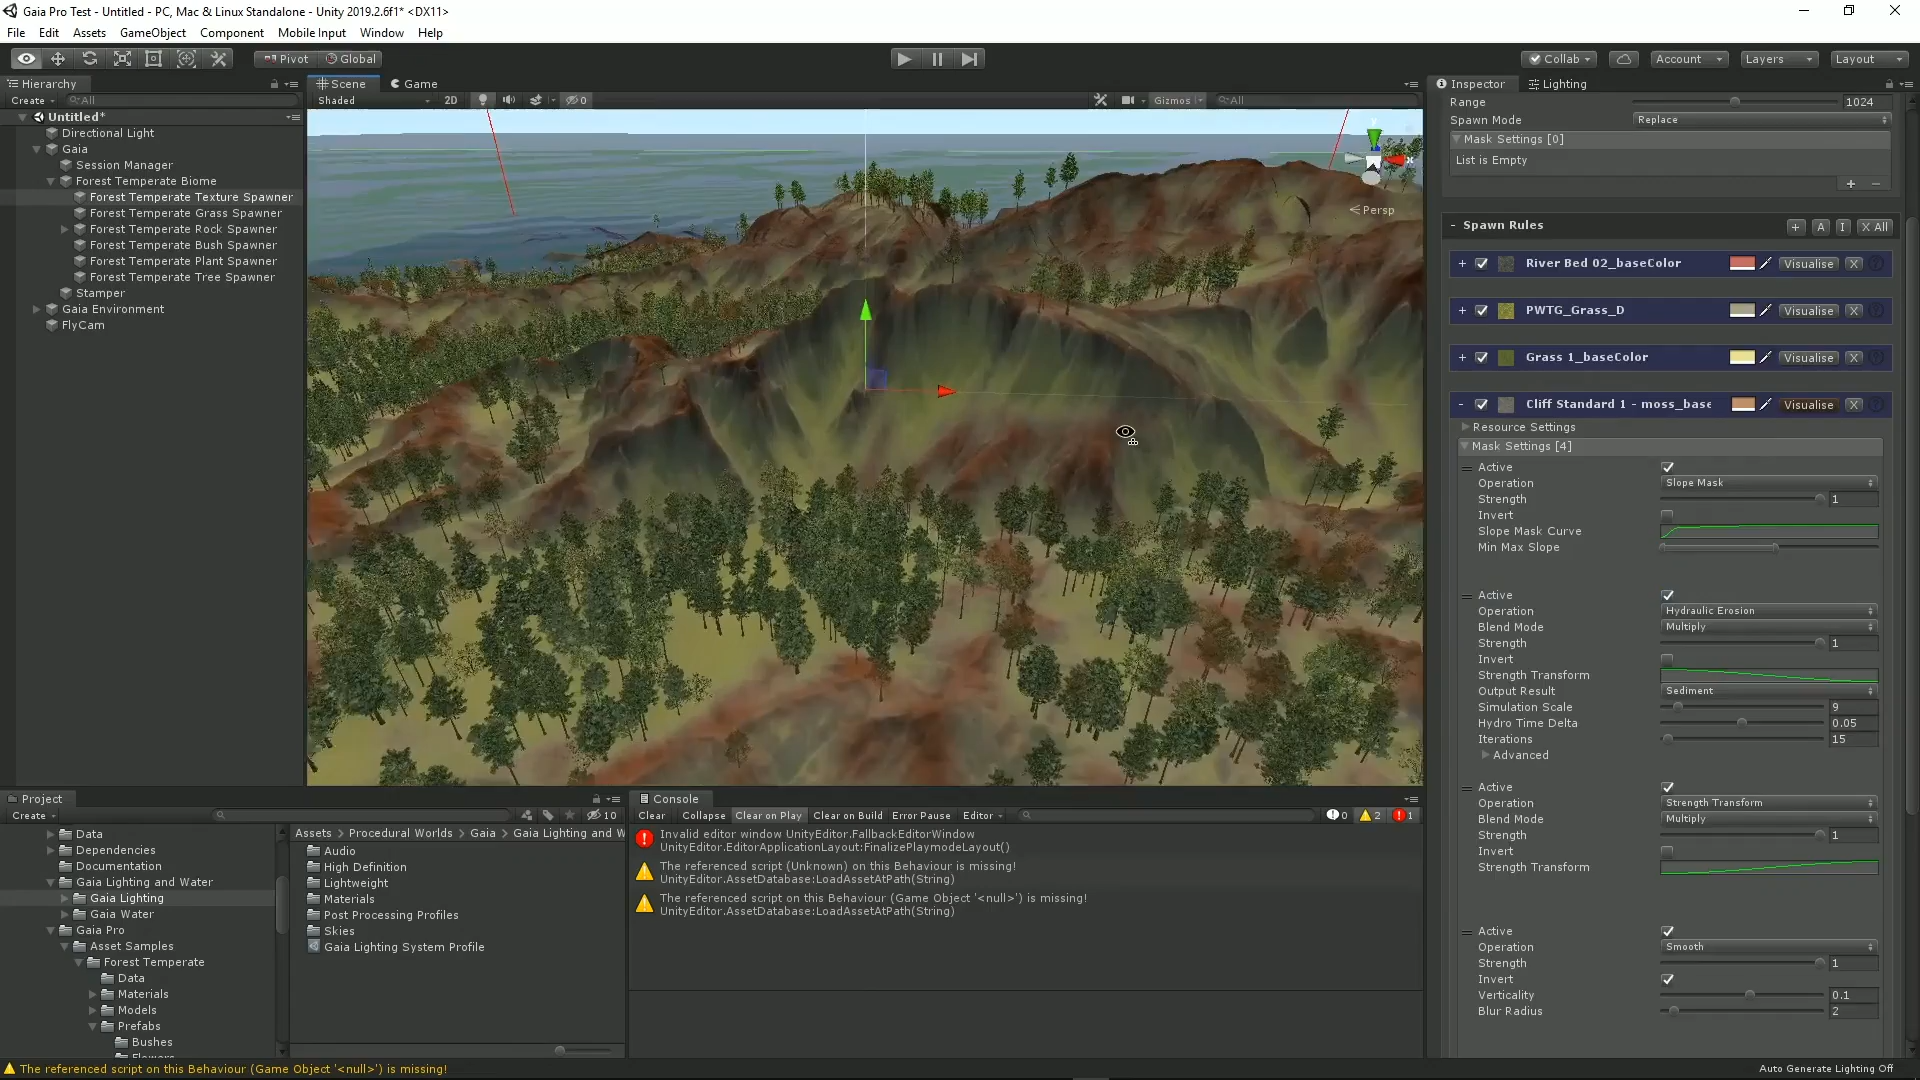 Gaia Pro Test - Untitled - PC, Mac & Linux Standalone - Unity 2019.2.6f1* <DX11>
File Edit Assets GameObject Component Mobile Input Window Help
Pivot Global
Collab Account Layers Layout
Hierarchy
Create All
Untitled*
Directional Light
Gaia
Session Manager
Forest Temperate Biome
Forest Temperate Texture Spawner
Forest Temperate Grass Spawner
Forest Temperate Rock Spawner
Forest Temperate Bush Spawner
Forest Temperate Plant Spawner
Forest Temperate Tree Spawner
Stamper
Gaia Environment
FlyCam
Scene Game
Shaded 2D 0 Gizmos All
y
x
Persp
Inspector Lighting
Range 1024
Spawn Mode Replace
Mask Settings [0]
List is Empty
+ -
- Spawn Rules + A I X All
+ River Bed 02_baseColor Visualise X
+ PWTG_Grass_D Visualise X
+ Grass 1_baseColor Visualise X
- Cliff Standard 1 - moss_base Visualise X
Resource Settings
Mask Settings [4]
Active
Operation Slope Mask
Strength 1
Invert
Slope Mask Curve
Min Max Slope
Active
Operation Hydraulic Erosion
Blend Mode Multiply
Strength 1
Invert
Strength Transform
Output Result Sediment
Simulation Scale 9
Hydro Time Delta 0.05
Iterations 15
Advanced
Active
Operation Strength Transform
Blend Mode Multiply
Strength 1
Invert
Strength Transform
Active
Operation Smooth
Strength 1
Invert
Verticality 0.1
Blur Radius 2
Project
Create 10
Data
Dependencies
Documentation
Gaia Lighting and Water
Gaia Lighting
Gaia Water
Gaia Pro
Asset Samples
Forest Temperate
Data
Materials
Models
Prefabs
Bushes
Flowers
Assets > Procedural Worlds > Gaia > Gaia Lighting and W
Audio
High Definition
Lightweight
Materials
Post Processing Profiles
Skies
Gaia Lighting System Profile
Console
Clear Collapse Clear on Play Clear on Build Error Pause Editor 0 2 1
Invalid editor window UnityEditor.FallbackEditorWindow
UnityEditor.EditorApplicationLayout:FinalizePlaymodeLayout()
The referenced script (Unknown) on this Behaviour is missing!
UnityEditor.AssetDatabase:LoadAssetAtPath(String)
The referenced script on this Behaviour (Game Object '<null>') is missing!
UnityEditor.AssetDatabase:LoadAssetAtPath(String)
The referenced script on this Behaviour (Game Object '<null>') is missing!
Auto Generate Lighting Off